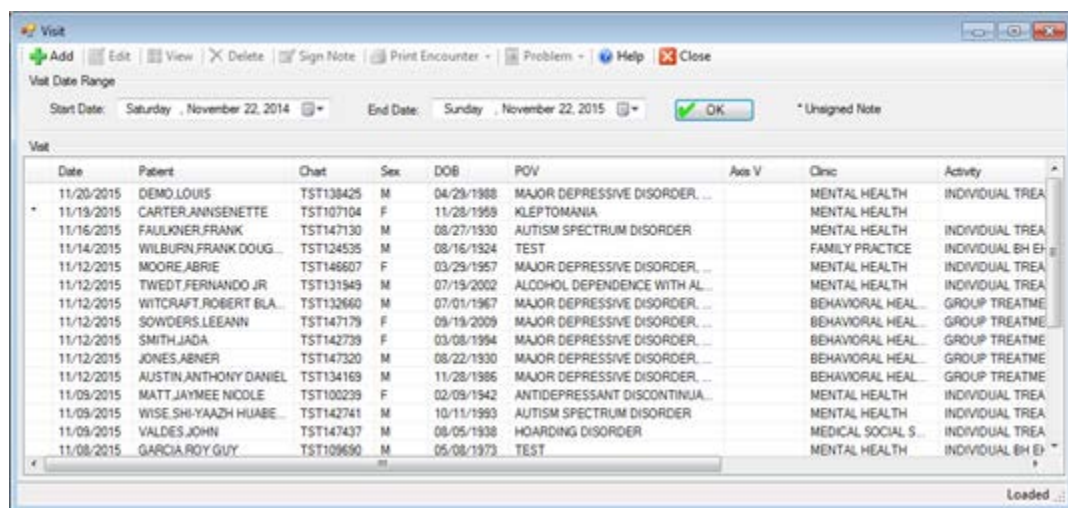 Visit
Add Edit View Delete Sign Note Print Encounter Problem Help Close
Visit Date Range
Start Date: Saturday , November 22, 2014 End Date: Sunday , November 22, 2015 OK * Unsigned Note
Visit
Date Patient Chart Sex DOB POV Axis V Clinic Activity
11/20/2015 DEMO,LOUIS TST138425 M 04/29/1988 MAJOR DEPRESSIVE DISORDER, ... MENTAL HEALTH INDIVIDUAL TREA
* 11/19/2015 CARTER,ANNSENETTE TST107104 F 11/28/1959 KLEPTOMANIA MENTAL HEALTH
11/16/2015 FAULKNER,FRANK TST147130 M 08/27/1930 AUTISM SPECTRUM DISORDER MENTAL HEALTH INDIVIDUAL TREA
11/14/2015 WILBURN,FRANK DOUG... TST124535 M 08/16/1924 TEST FAMILY PRACTICE INDIVIDUAL BH EH
11/12/2015 MOORE,ABRIE TST146607 F 03/29/1957 MAJOR DEPRESSIVE DISORDER, ... MENTAL HEALTH INDIVIDUAL TREA
11/12/2015 TWEDT,FERNANDO JR TST131949 M 07/19/2002 ALCOHOL DEPENDENCE WITH AL... MENTAL HEALTH INDIVIDUAL TREA
11/12/2015 WITCRAFT,ROBERT BLA... TST132660 M 07/01/1967 MAJOR DEPRESSIVE DISORDER, ... BEHAVIORAL HEAL... GROUP TREATME
11/12/2015 SOWDERS,LEEANN TST147179 F 09/19/2009 MAJOR DEPRESSIVE DISORDER, ... BEHAVIORAL HEAL... GROUP TREATME
11/12/2015 SMITH,JADA TST142739 F 03/08/1994 MAJOR DEPRESSIVE DISORDER, ... BEHAVIORAL HEAL... GROUP TREATME
11/12/2015 JONES,ABNER TST147320 M 08/22/1930 MAJOR DEPRESSIVE DISORDER, ... BEHAVIORAL HEAL... GROUP TREATME
11/12/2015 AUSTIN,ANTHONY DANIEL TST134169 M 11/28/1986 MAJOR DEPRESSIVE DISORDER, ... BEHAVIORAL HEAL... GROUP TREATME
11/09/2015 MATT,JAYMEE NICOLE TST100239 F 02/09/1942 ANTIDEPRESSANT DISCONTINUA... MENTAL HEALTH INDIVIDUAL TREA
11/09/2015 WISE,SHI-YAAZH HUABE... TST142741 M 10/11/1993 AUTISM SPECTRUM DISORDER MENTAL HEALTH INDIVIDUAL TREA
11/09/2015 VALDES,JOHN TST147437 M 08/05/1938 HOARDING DISORDER MEDICAL SOCIAL S... INDIVIDUAL TREA
11/08/2015 GARCIA,ROY GUY TST109690 M 05/08/1973 TEST MENTAL HEALTH INDIVIDUAL BH EH
Loaded